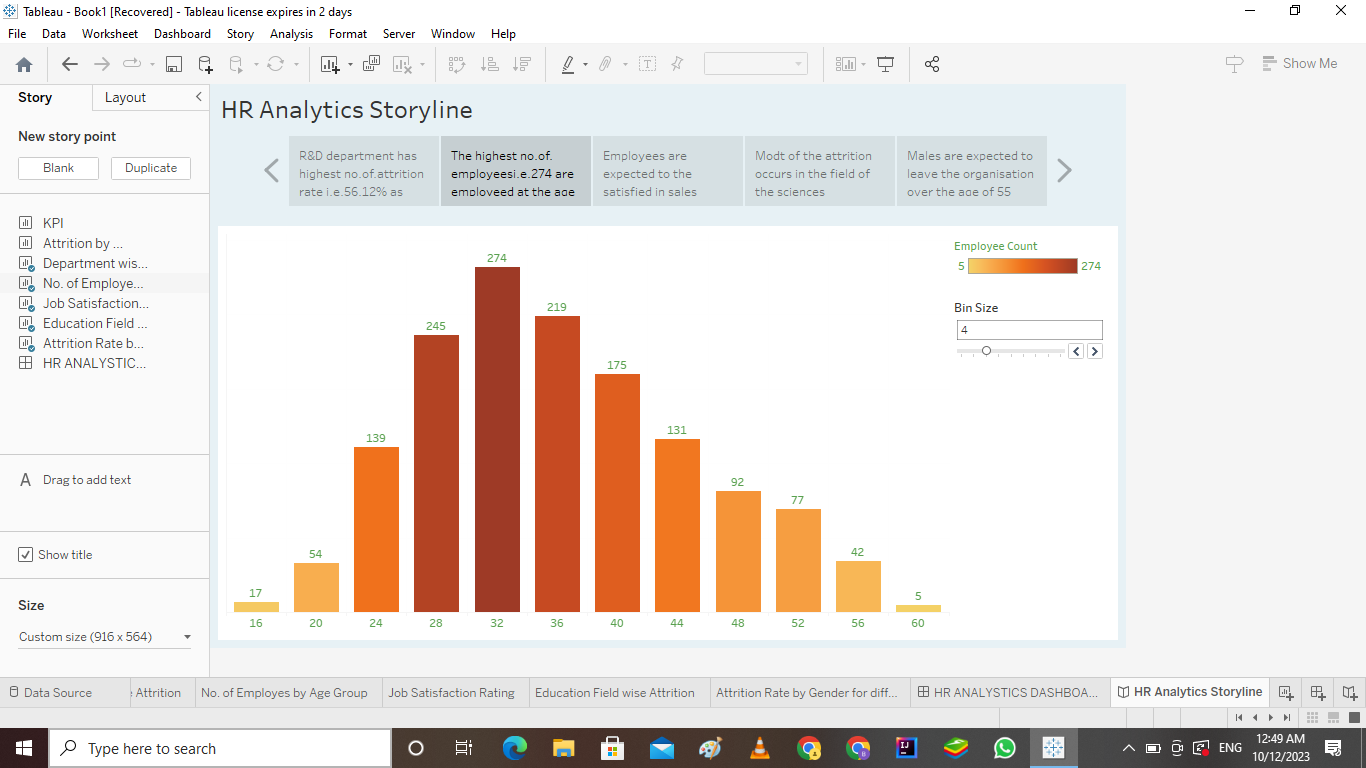 Tableau - Book1 [Recovered] - Tableau license expires in 2 days
File Data Worksheet Dashboard Story Analysis Format Server Window Help
Show Me
Story Layout
New story point
Blank Duplicate
KPI
Attrition by ...
Department wis...
No. of Employe...
Job Satisfaction...
Education Field ...
Attrition Rate b...
HR ANALYSTIC...
A Drag to add text
Show title
Size
Custom size (916 x 564)
HR Analytics Storyline
R&D department has
highest no.of.attrition
rate i.e.56.12% as
The highest no.of.
employeesi.e.274 are
employeed at the age
Employees are
expected to the
satisfied in sales
Modt of the attrition
occurs in the field of
the sciences
Males are expected to
leave the organisation
over the age of 55
Employee Count
5 274
Bin Size
4
274
245
219
175
139
131
92
77
54
42
17
5
16 20 24 28 32 36 40 44 48 52 56 60
Data Source Attrition No. of Employes by Age Group Job Satisfaction Rating Education Field wise Attrition Attrition Rate by Gender for diff... HR ANALYSTICS DASHBOA... HR Analytics Storyline
Type here to search
ENG
12:49 AM
10/12/2023